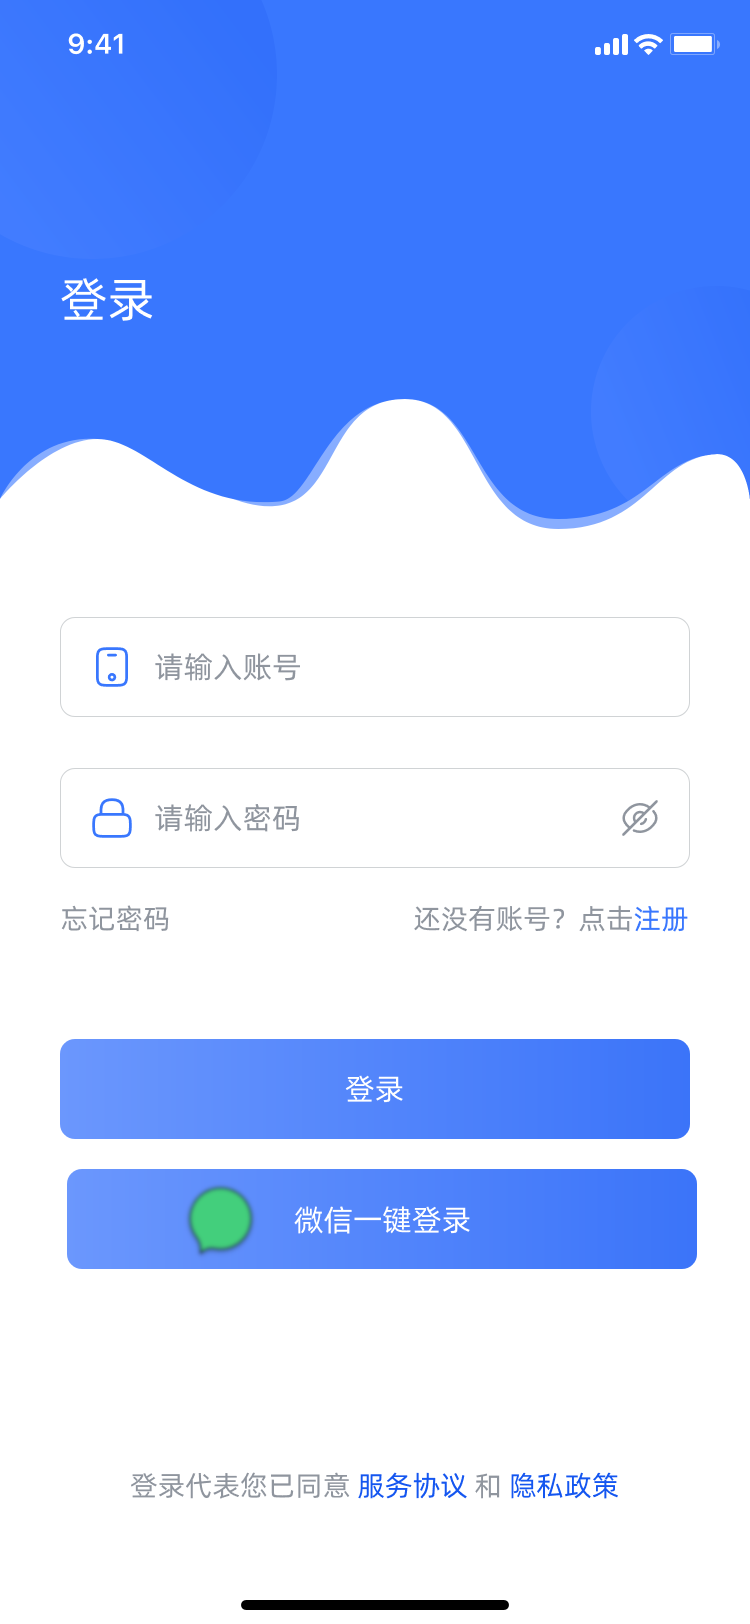 9:41
登录
请输入账号
请输入密码
忘记密码
还没有账号？点击注册
登录
微信一键登录
登录代表您已同意 服务协议 和 隐私政策